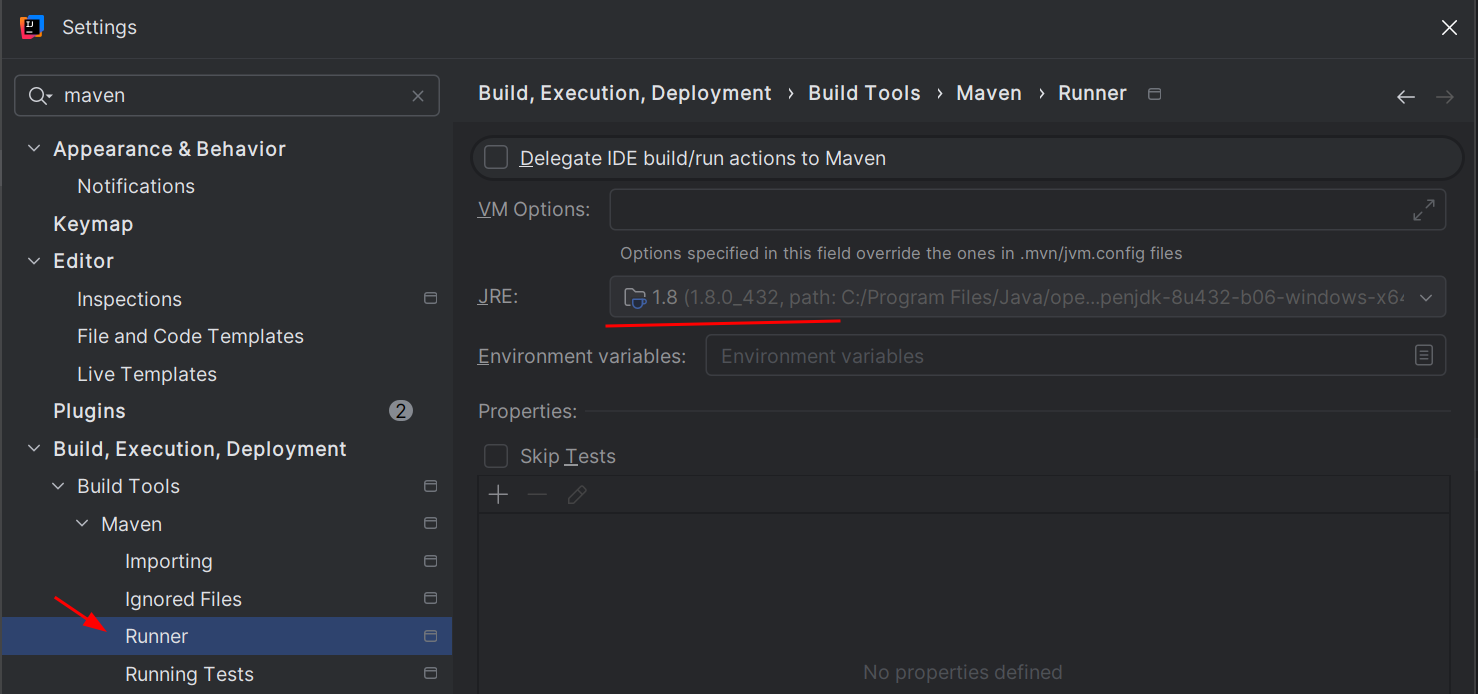 Settings
maven
Appearance & Behavior
Notifications
Keymap
Editor
Inspections
File and Code Templates
Live Templates
Plugins
2
Build, Execution, Deployment
Build Tools
Maven
Importing
Ignored Files
Runner
Running Tests
Build, Execution, Deployment › Build Tools › Maven › Runner
Delegate IDE build/run actions to Maven
VM Options:
Options specified in this field override the ones in .mvn/jvm.config files
JRE:
1.8 (1.8.0_432, path: C:/Program Files/Java/ope...penjdk-8u432-b06-windows-x64
Environment variables:
Environment variables
Properties:
Skip Tests
No properties defined